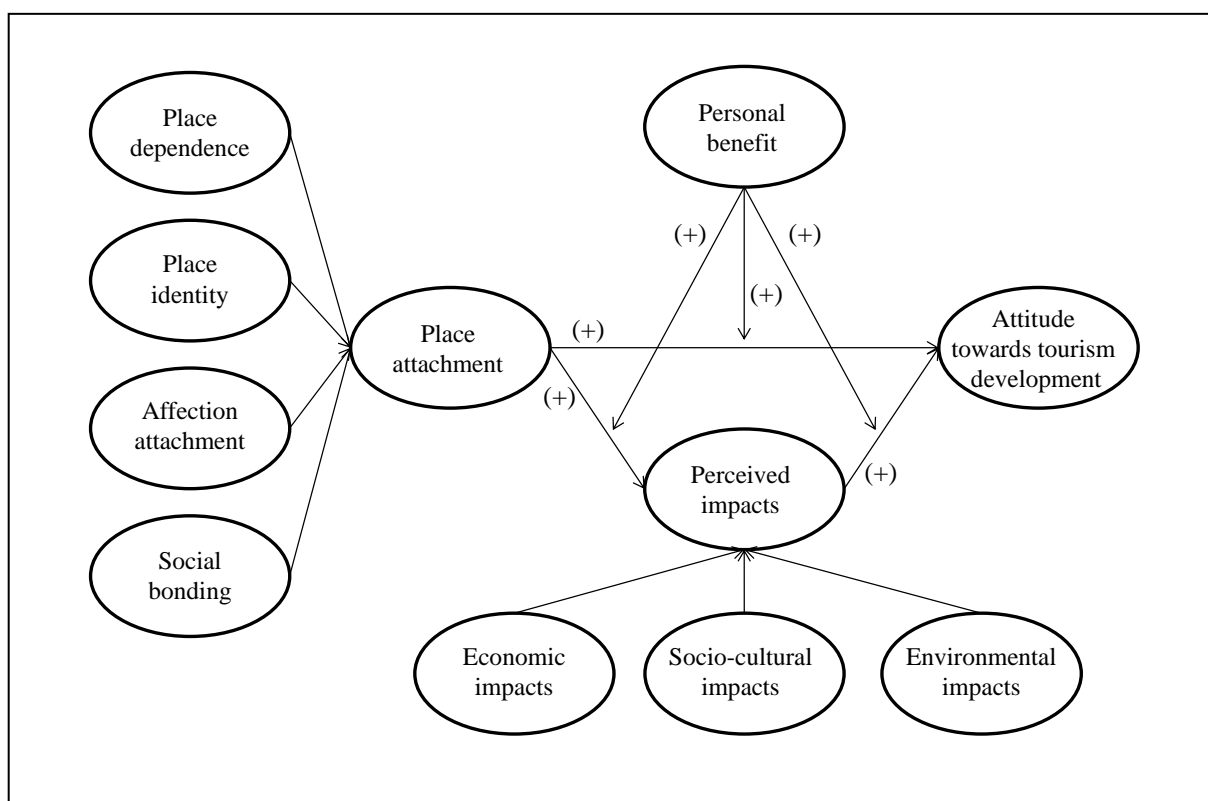 Place
dependence
Personal
benefit
Place
identity
(+)
(+)
(+)
Place
attachment
(+)
Attitude
towards tourism
development
(+)
Affection
attachment
Perceived
impacts
(+)
Social
bonding
Economic
impacts
Socio-cultural
impacts
Environmental
impacts